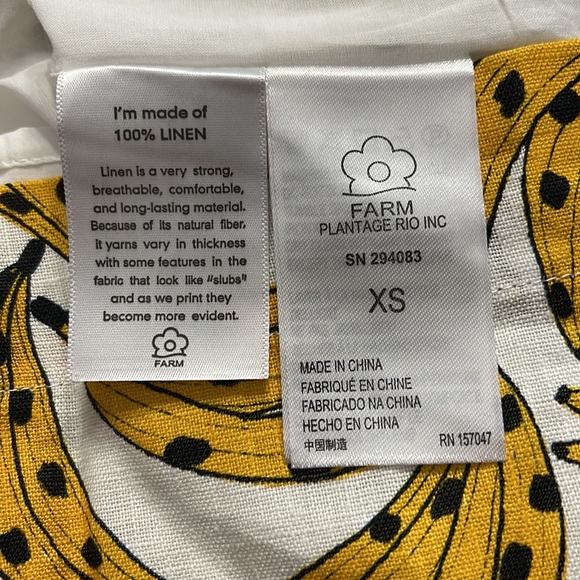 I'm made of
100% LINEN
Linen is a very strong,
breathable, comfortable,
and long-lasting material.
Because of its natural fiber,
it yarns vary in thickness
with some features in the
fabric that look like "slubs"
and as we print they
become more evident.
FARM
FARM
PLANTAGE RIO INC
SN 294083
XS
MADE IN CHINA
FABRIQUÉ EN CHINE
FABRICADO NA CHINA
HECHO EN CHINA
中国制造
RN 157047